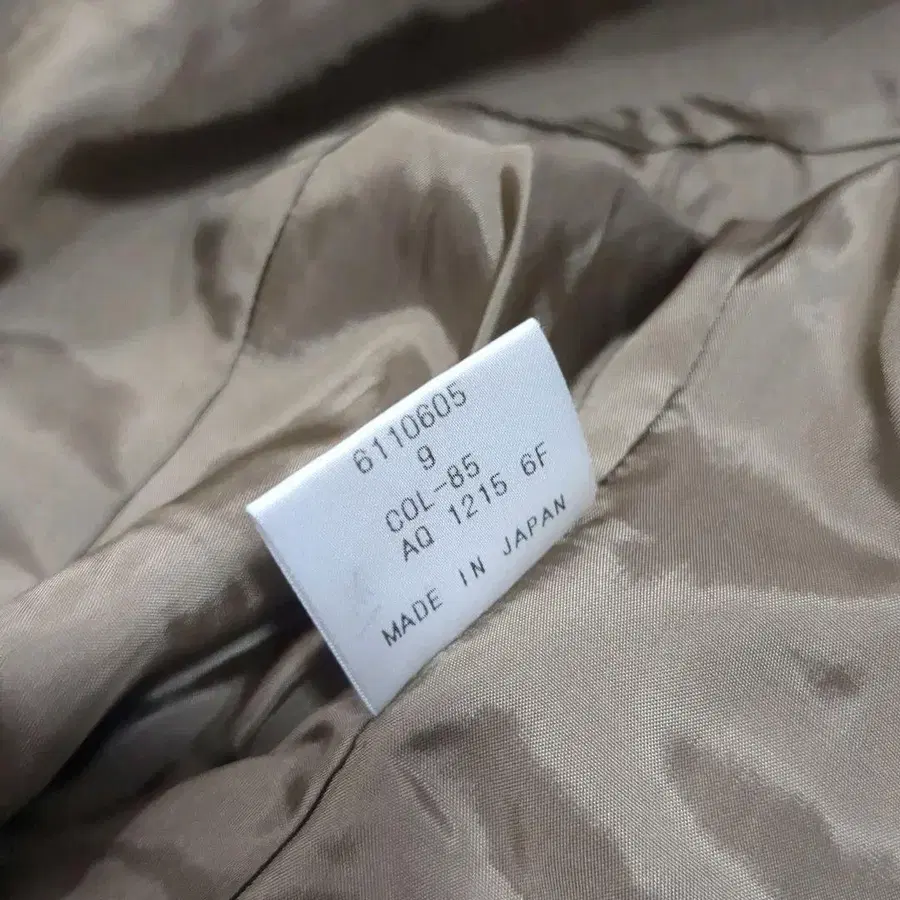 6110605
9
COL-85
AQ 1215 6F
MADE IN JAPAN